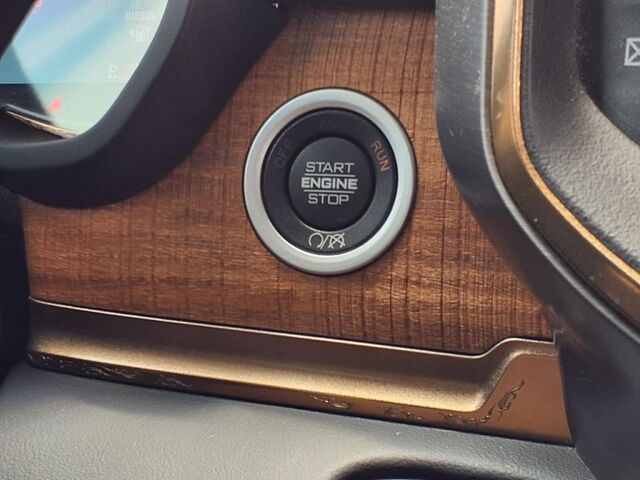 DIESEL
E
OFF
RUN
START
ENGINE
STOP